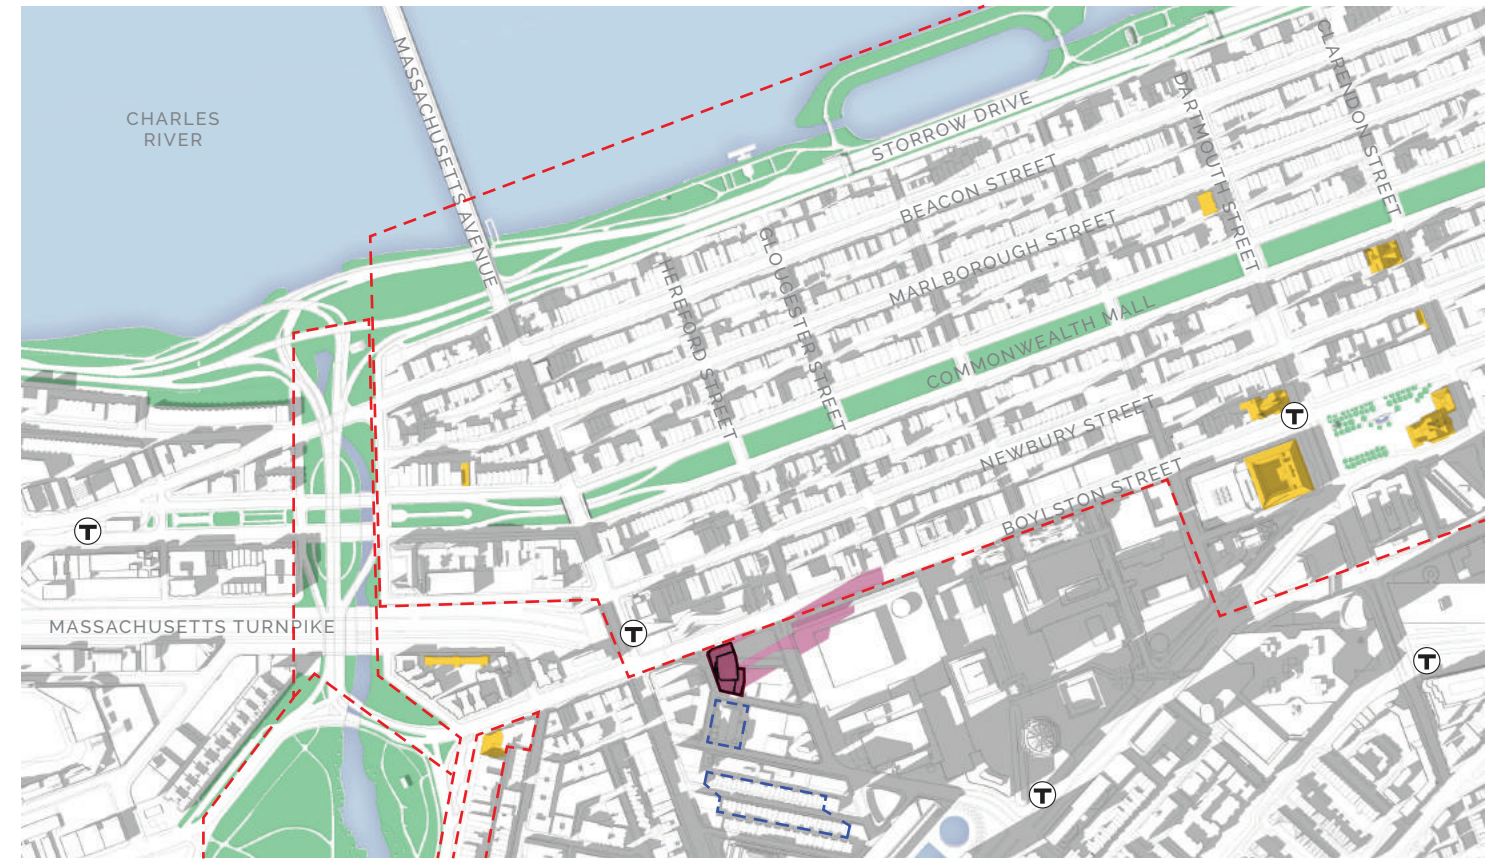 CHARLES
RIVER
MASSACHUSETTS AVENUE
STORROW DRIVE
DARTMOUTH STREET
CLARENDON STREET
BEACON STREET
MARLBOROUGH STREET
GLOUCESTER STREET
HEREFORD STREET
COMMONWEALTH MALL
NEWBURY STREET
T
BOYLSTON STREET
T
MASSACHUSETTS TURNPIKE
T
T
T